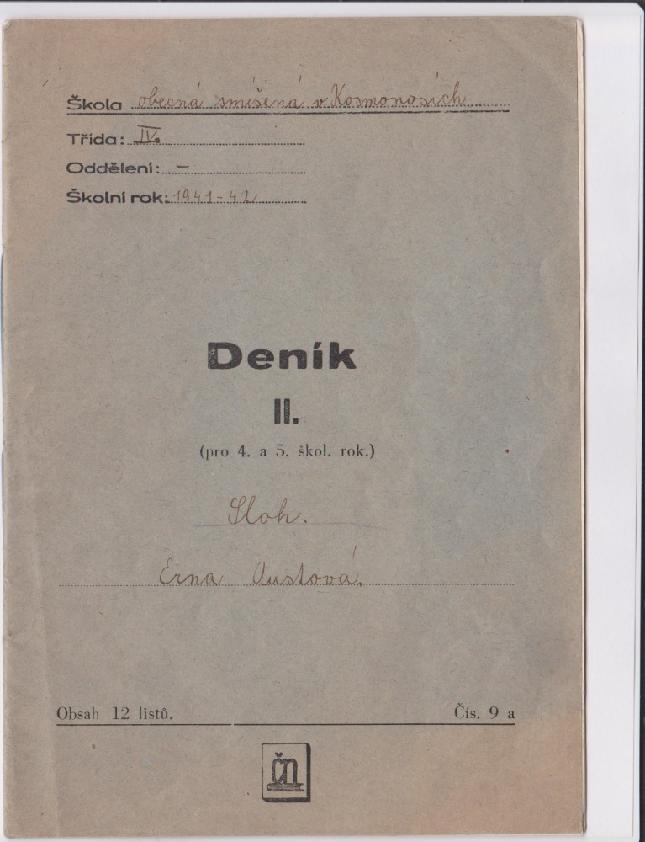 Škola obecná smíšená v Kosmonosích
Třída: IV.
Oddělení: –
Školní rok: 1941-42
Deník
II.
(pro 4. a 5. škol. rok.)
Sloh.
Erna Austová.
Obsah 12 listů. Čís. 9 a
ČN